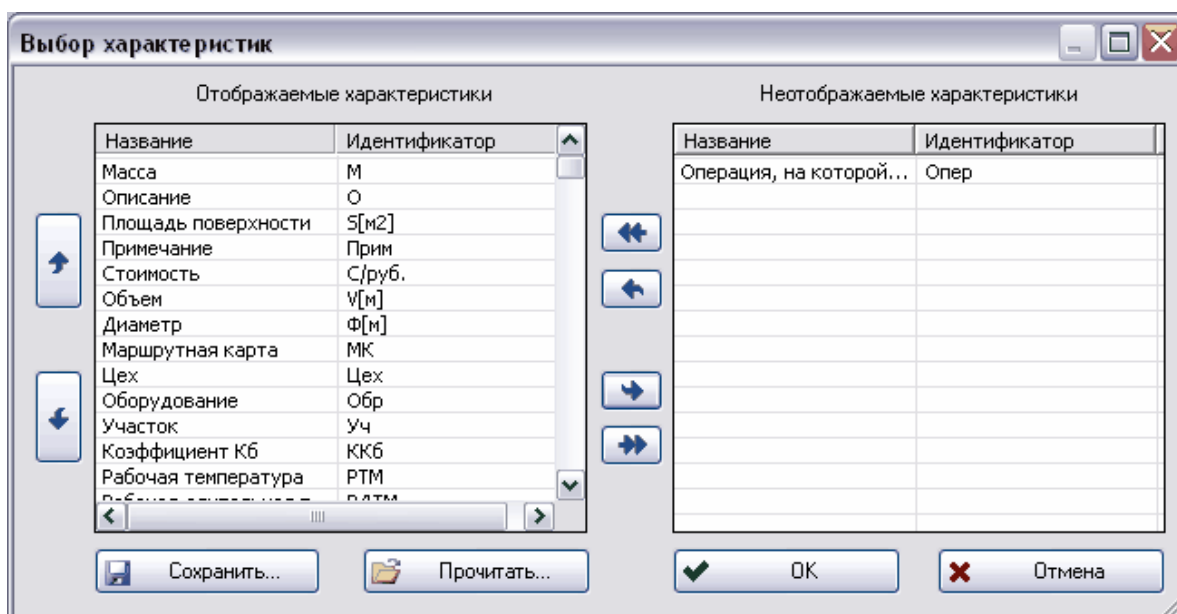 Выбор характеристик
Отображаемые характеристики
Неотображаемые характеристики
Название Идентификатор
Масса М
Описание О
Площадь поверхности S[м2]
Примечание Прим
Стоимость С/руб.
Объем V[м]
Диаметр Ф[м]
Маршрутная карта МК
Цех Цех
Оборудование Обр
Участок Уч
Коэффициент Кб ККб
Рабочая температура РТМ
Название Идентификатор
Операция, на которой... Опер
Сохранить...
Прочитать...
OK
Отмена